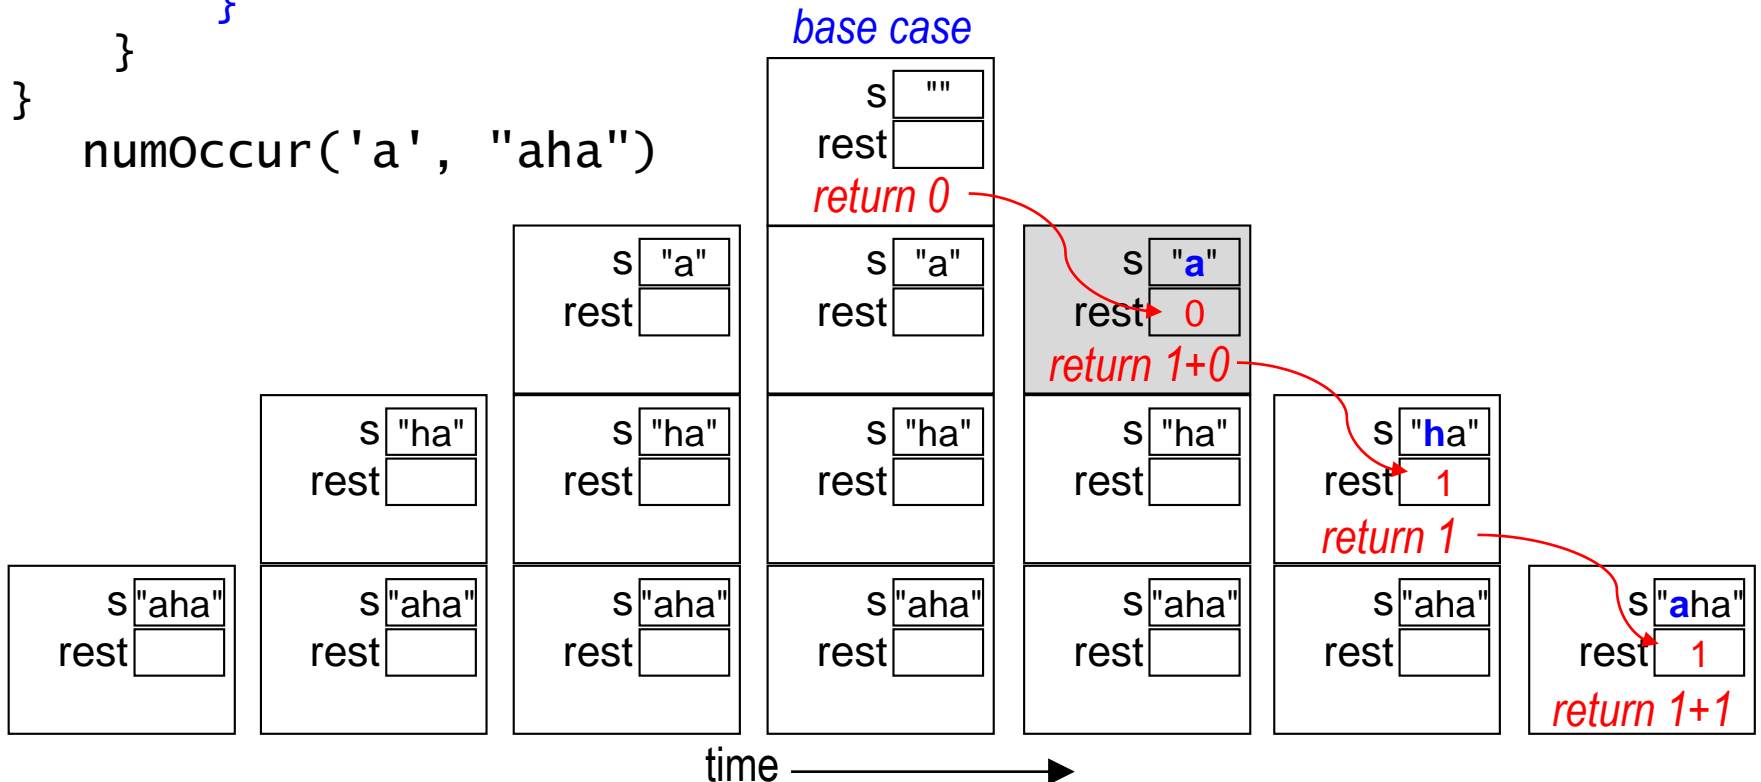 }
}
}
numOccur('a', "aha")
base case
s ""
rest
return 0
s "a"
rest
s "a"
rest
s "a"
rest 0
return 1+0
s "ha"
rest
s "ha"
rest
s "ha"
rest
s "ha"
rest
s "ha"
rest 1
return 1
s "aha"
rest
s "aha"
rest
s "aha"
rest
s "aha"
rest
s "aha"
rest
s "aha"
rest
s "aha"
rest 1
return 1+1
time